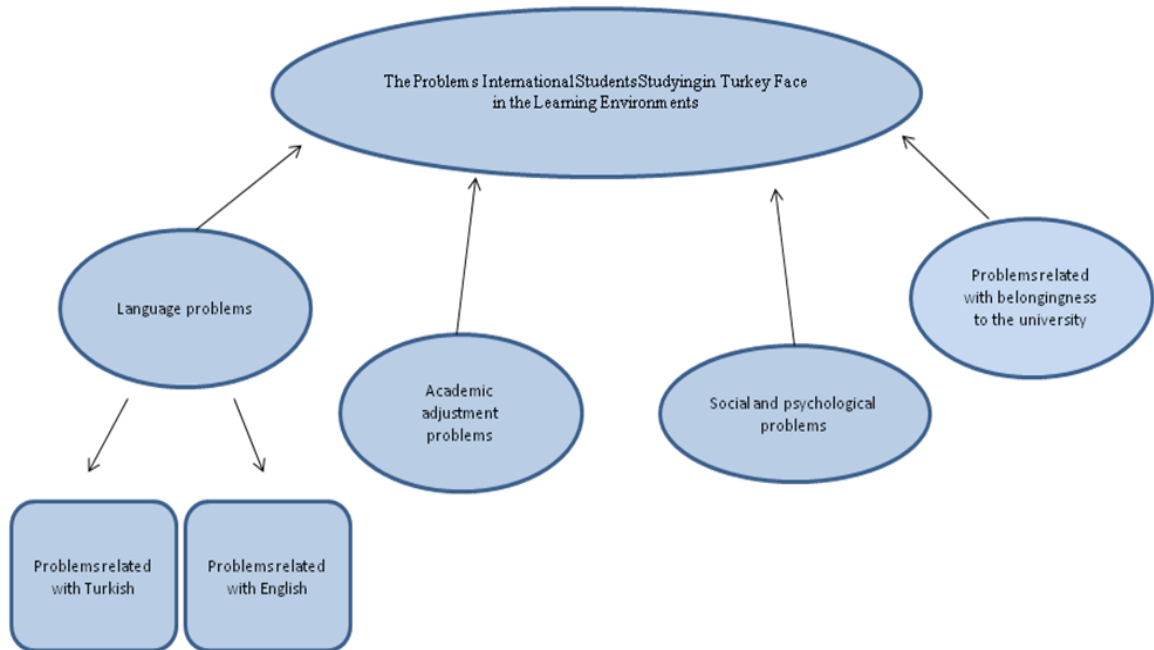 The Problems International Students Studying in Turkey Face
in the Learning Environments
Language problems
Problems related
with belongingness
to the university
Academic
adjustment
problems
Social and psychological
problems
Problems related
with Turkish
Problems related
with English